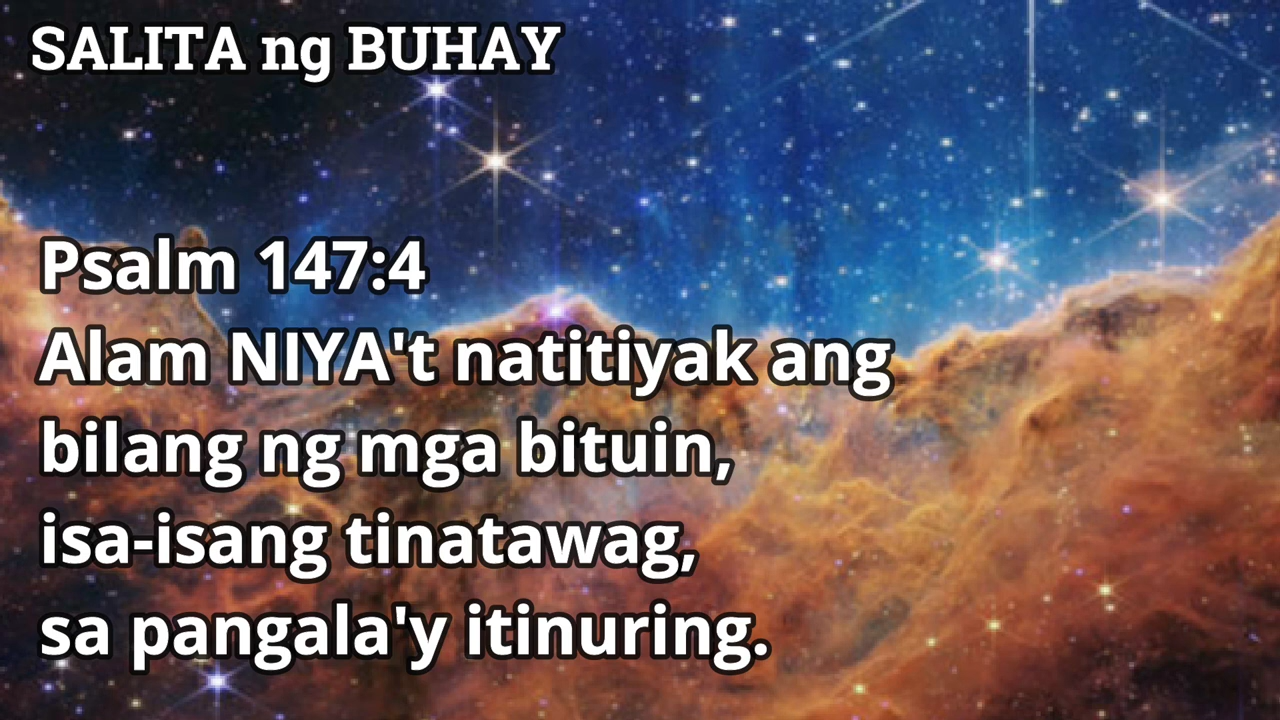 SALITA ng BUHAY
Psalm 147:4
Alam NIYA't natitiyak ang
bilang ng mga bituin,
isa-isang tinatawag,
sa pangala'y itinuring.